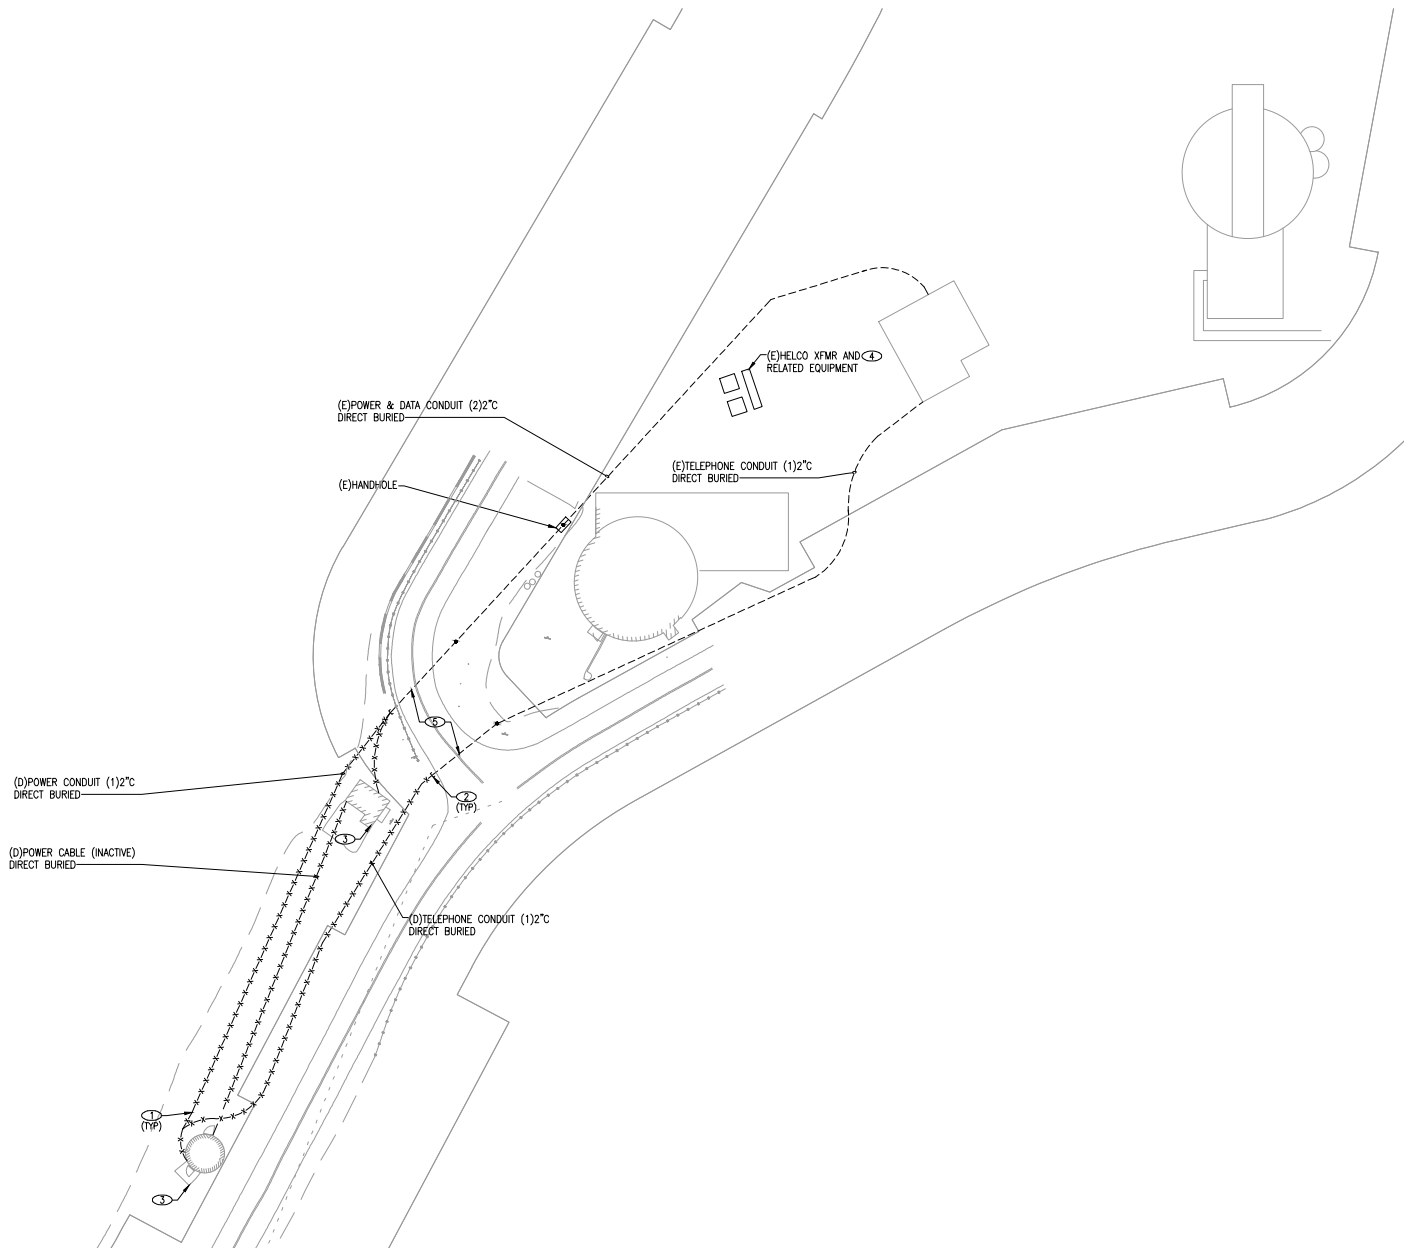 (E)HELCO XFMR AND 4
RELATED EQUIPMENT
(E)POWER & DATA CONDUIT (2)2"C
DIRECT BURIED
(E)TELEPHONE CONDUIT (1)2"C
DIRECT BURIED
(E)HANDHOLE
5
(D)POWER CONDUIT (1)2"C
DIRECT BURIED
2
(TYP)
3
(D)POWER CABLE (INACTIVE)
DIRECT BURIED
(D)TELEPHONE CONDUIT (1)2"C
DIRECT BURIED
1
(TYP)
3